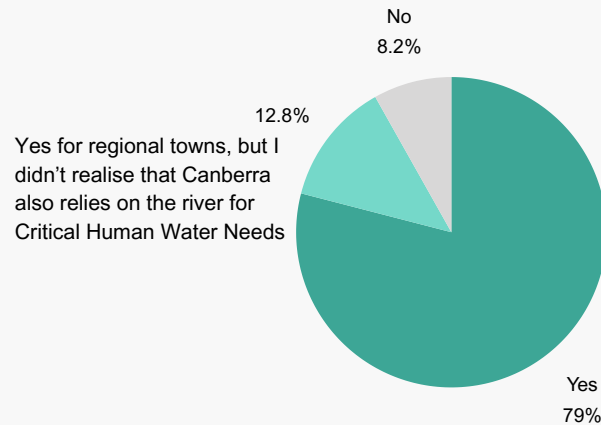 No
8.2%
12.8%
Yes for regional towns, but I
didn’t realise that Canberra
also relies on the river for
Critical Human Water Needs
Yes
79%